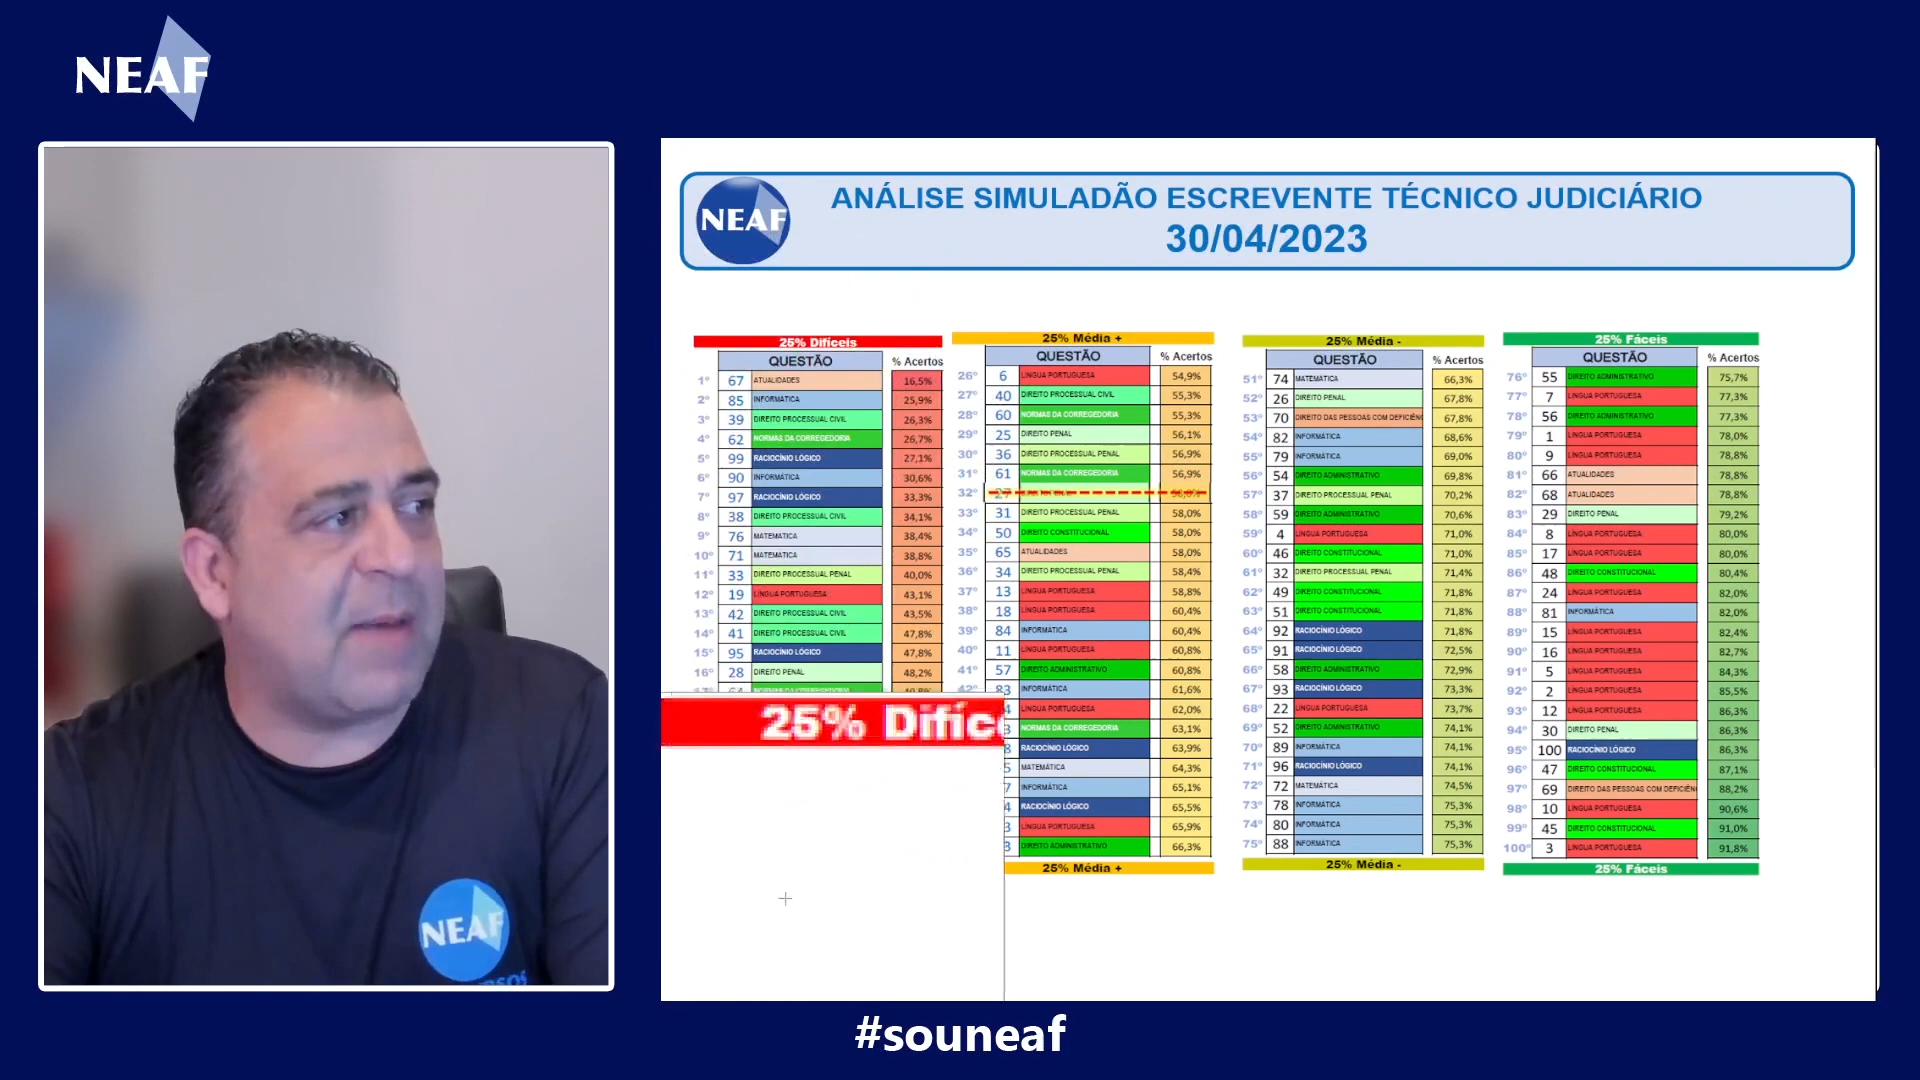 NEAF
ANÁLISE SIMULADÃO ESCREVENTE TÉCNICO JUDICIÁRIO
NEAF
30/04/2023
25% Difíceis
QUESTÃO % Acertos
1º 67 ATUALIDADES 16,5%
2º 85 INFORMÁTICA 25,9%
3º 39 DIREITO PROCESSUAL CIVIL 26,3%
4º 62 NORMAS DA CORREGEDORIA 26,7%
5º 99 RACIOCÍNIO LÓGICO 27,1%
6º 90 INFORMÁTICA 30,6%
7º 97 RACIOCÍNIO LÓGICO 33,3%
8º 38 DIREITO PROCESSUAL CIVIL 34,1%
9º 76 MATEMÁTICA 38,4%
10º 71 MATEMÁTICA 38,8%
11º 33 DIREITO PROCESSUAL PENAL 40,0%
12º 19 LÍNGUA PORTUGUESA 43,1%
13º 42 DIREITO PROCESSUAL CIVIL 43,5%
14º 41 DIREITO PROCESSUAL CIVIL 47,8%
15º 95 RACIOCÍNIO LÓGICO 47,8%
16º 28 DIREITO PENAL 48,2%
25% Difíc
25% Média +
QUESTÃO % Acertos
26º 6 LÍNGUA PORTUGUESA 54,9%
27º 40 DIREITO PROCESSUAL CIVIL 55,3%
28º 60 NORMAS DA CORREGEDORIA 55,3%
29º 25 DIREITO PENAL 56,1%
30º 36 DIREITO PROCESSUAL PENAL 56,9%
31º 61 NORMAS DA CORREGEDORIA 56,9%
32º 27
33º 31 DIREITO PROCESSUAL PENAL 58,0%
34º 50 DIREITO CONSTITUCIONAL 58,0%
35º 65 ATUALIDADES 58,0%
36º 34 DIREITO PROCESSUAL PENAL 58,4%
37º 13 LÍNGUA PORTUGUESA 58,8%
38º 18 LÍNGUA PORTUGUESA 60,4%
39º 84 INFORMÁTICA 60,4%
40º 11 LÍNGUA PORTUGUESA 60,8%
41º 57 DIREITO ADMINISTRATIVO 60,8%
42º 83 INFORMÁTICA 61,6%
4 LÍNGUA PORTUGUESA 62,0%
3 NORMAS DA CORREGEDORIA 63,1%
8 RACIOCÍNIO LÓGICO 63,9%
5 MATEMÁTICA 64,3%
7 INFORMÁTICA 65,1%
4 RACIOCÍNIO LÓGICO 65,5%
3 LÍNGUA PORTUGUESA 65,9%
3 DIREITO ADMINISTRATIVO 66,3%
25% Média +
25% Média -
QUESTÃO % Acertos
51º 74 MATEMÁTICA 66,3%
52º 26 DIREITO PENAL 67,8%
53º 70 DIREITO DAS PESSOAS COM DEFICIÊN 67,8%
54º 82 INFORMÁTICA 68,6%
55º 79 INFORMÁTICA 69,0%
56º 54 DIREITO ADMINISTRATIVO 69,8%
57º 37 DIREITO PROCESSUAL PENAL 70,2%
58º 59 DIREITO ADMINISTRATIVO 70,6%
59º 4 LÍNGUA PORTUGUESA 71,0%
60º 46 DIREITO CONSTITUCIONAL 71,0%
61º 32 DIREITO PROCESSUAL PENAL 71,4%
62º 49 DIREITO CONSTITUCIONAL 71,8%
63º 51 DIREITO CONSTITUCIONAL 71,8%
64º 92 RACIOCÍNIO LÓGICO 71,8%
65º 91 RACIOCÍNIO LÓGICO 72,5%
66º 58 DIREITO ADMINISTRATIVO 72,9%
67º 93 RACIOCÍNIO LÓGICO 73,3%
68º 22 LÍNGUA PORTUGUESA 73,7%
69º 52 DIREITO ADMINISTRATIVO 74,1%
70º 89 INFORMÁTICA 74,1%
71º 96 RACIOCÍNIO LÓGICO 74,1%
72º 72 MATEMÁTICA 74,5%
73º 78 INFORMÁTICA 75,3%
74º 80 INFORMÁTICA 75,3%
75º 88 INFORMÁTICA 75,3%
25% Média -
25% Fáceis
QUESTÃO % Acertos
76º 55 DIREITO ADMINISTRATIVO 75,7%
77º 7 LÍNGUA PORTUGUESA 77,3%
78º 56 DIREITO ADMINISTRATIVO 77,3%
79º 1 LÍNGUA PORTUGUESA 78,0%
80º 9 LÍNGUA PORTUGUESA 78,8%
81º 66 ATUALIDADES 78,8%
82º 68 ATUALIDADES 78,8%
83º 29 DIREITO PENAL 79,2%
84º 8 LÍNGUA PORTUGUESA 80,0%
85º 17 LÍNGUA PORTUGUESA 80,0%
86º 48 DIREITO CONSTITUCIONAL 80,4%
87º 24 LÍNGUA PORTUGUESA 82,0%
88º 81 INFORMÁTICA 82,0%
89º 15 LÍNGUA PORTUGUESA 82,4%
90º 16 LÍNGUA PORTUGUESA 82,7%
91º 5 LÍNGUA PORTUGUESA 84,3%
92º 2 LÍNGUA PORTUGUESA 85,5%
93º 12 LÍNGUA PORTUGUESA 86,3%
94º 30 DIREITO PENAL 86,3%
95º 100 RACIOCÍNIO LÓGICO 86,3%
96º 47 DIREITO CONSTITUCIONAL 87,1%
97º 69 DIREITO DAS PESSOAS COM DEFICIÊN 88,2%
98º 10 LÍNGUA PORTUGUESA 90,6%
99º 45 DIREITO CONSTITUCIONAL 91,0%
100º 3 LÍNGUA PORTUGUESA 91,8%
25% Fáceis
NEAF
#souneaf